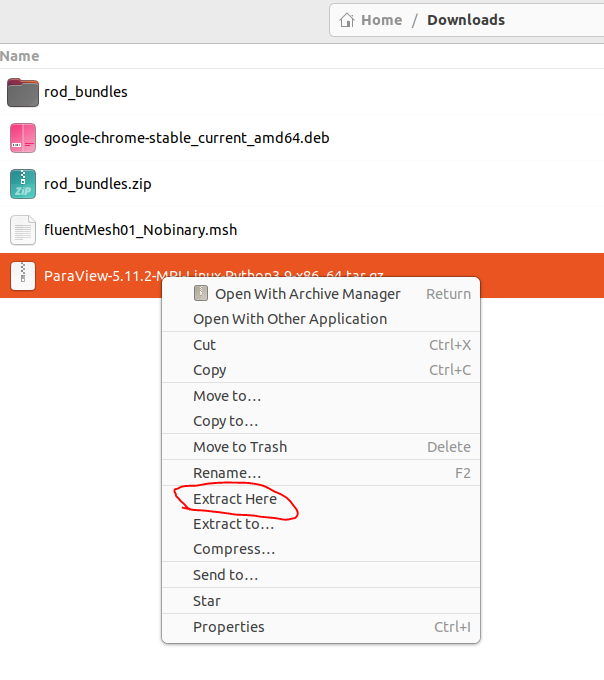 Home / Downloads
Name
rod_bundles
google-chrome-stable_current_amd64.deb
rod_bundles.zip
fluentMesh01_Nobinary.msh
ParaView-5.11.2-MPI-Linux-Python3.9-x86_64.tar.gz
Open With Archive Manager Return
Open With Other Application
Cut Ctrl+X
Copy Ctrl+C
Move to...
Copy to...
Move to Trash Delete
Rename... F2
Extract Here
Extract to...
Compress...
Send to...
Star
Properties Ctrl+I